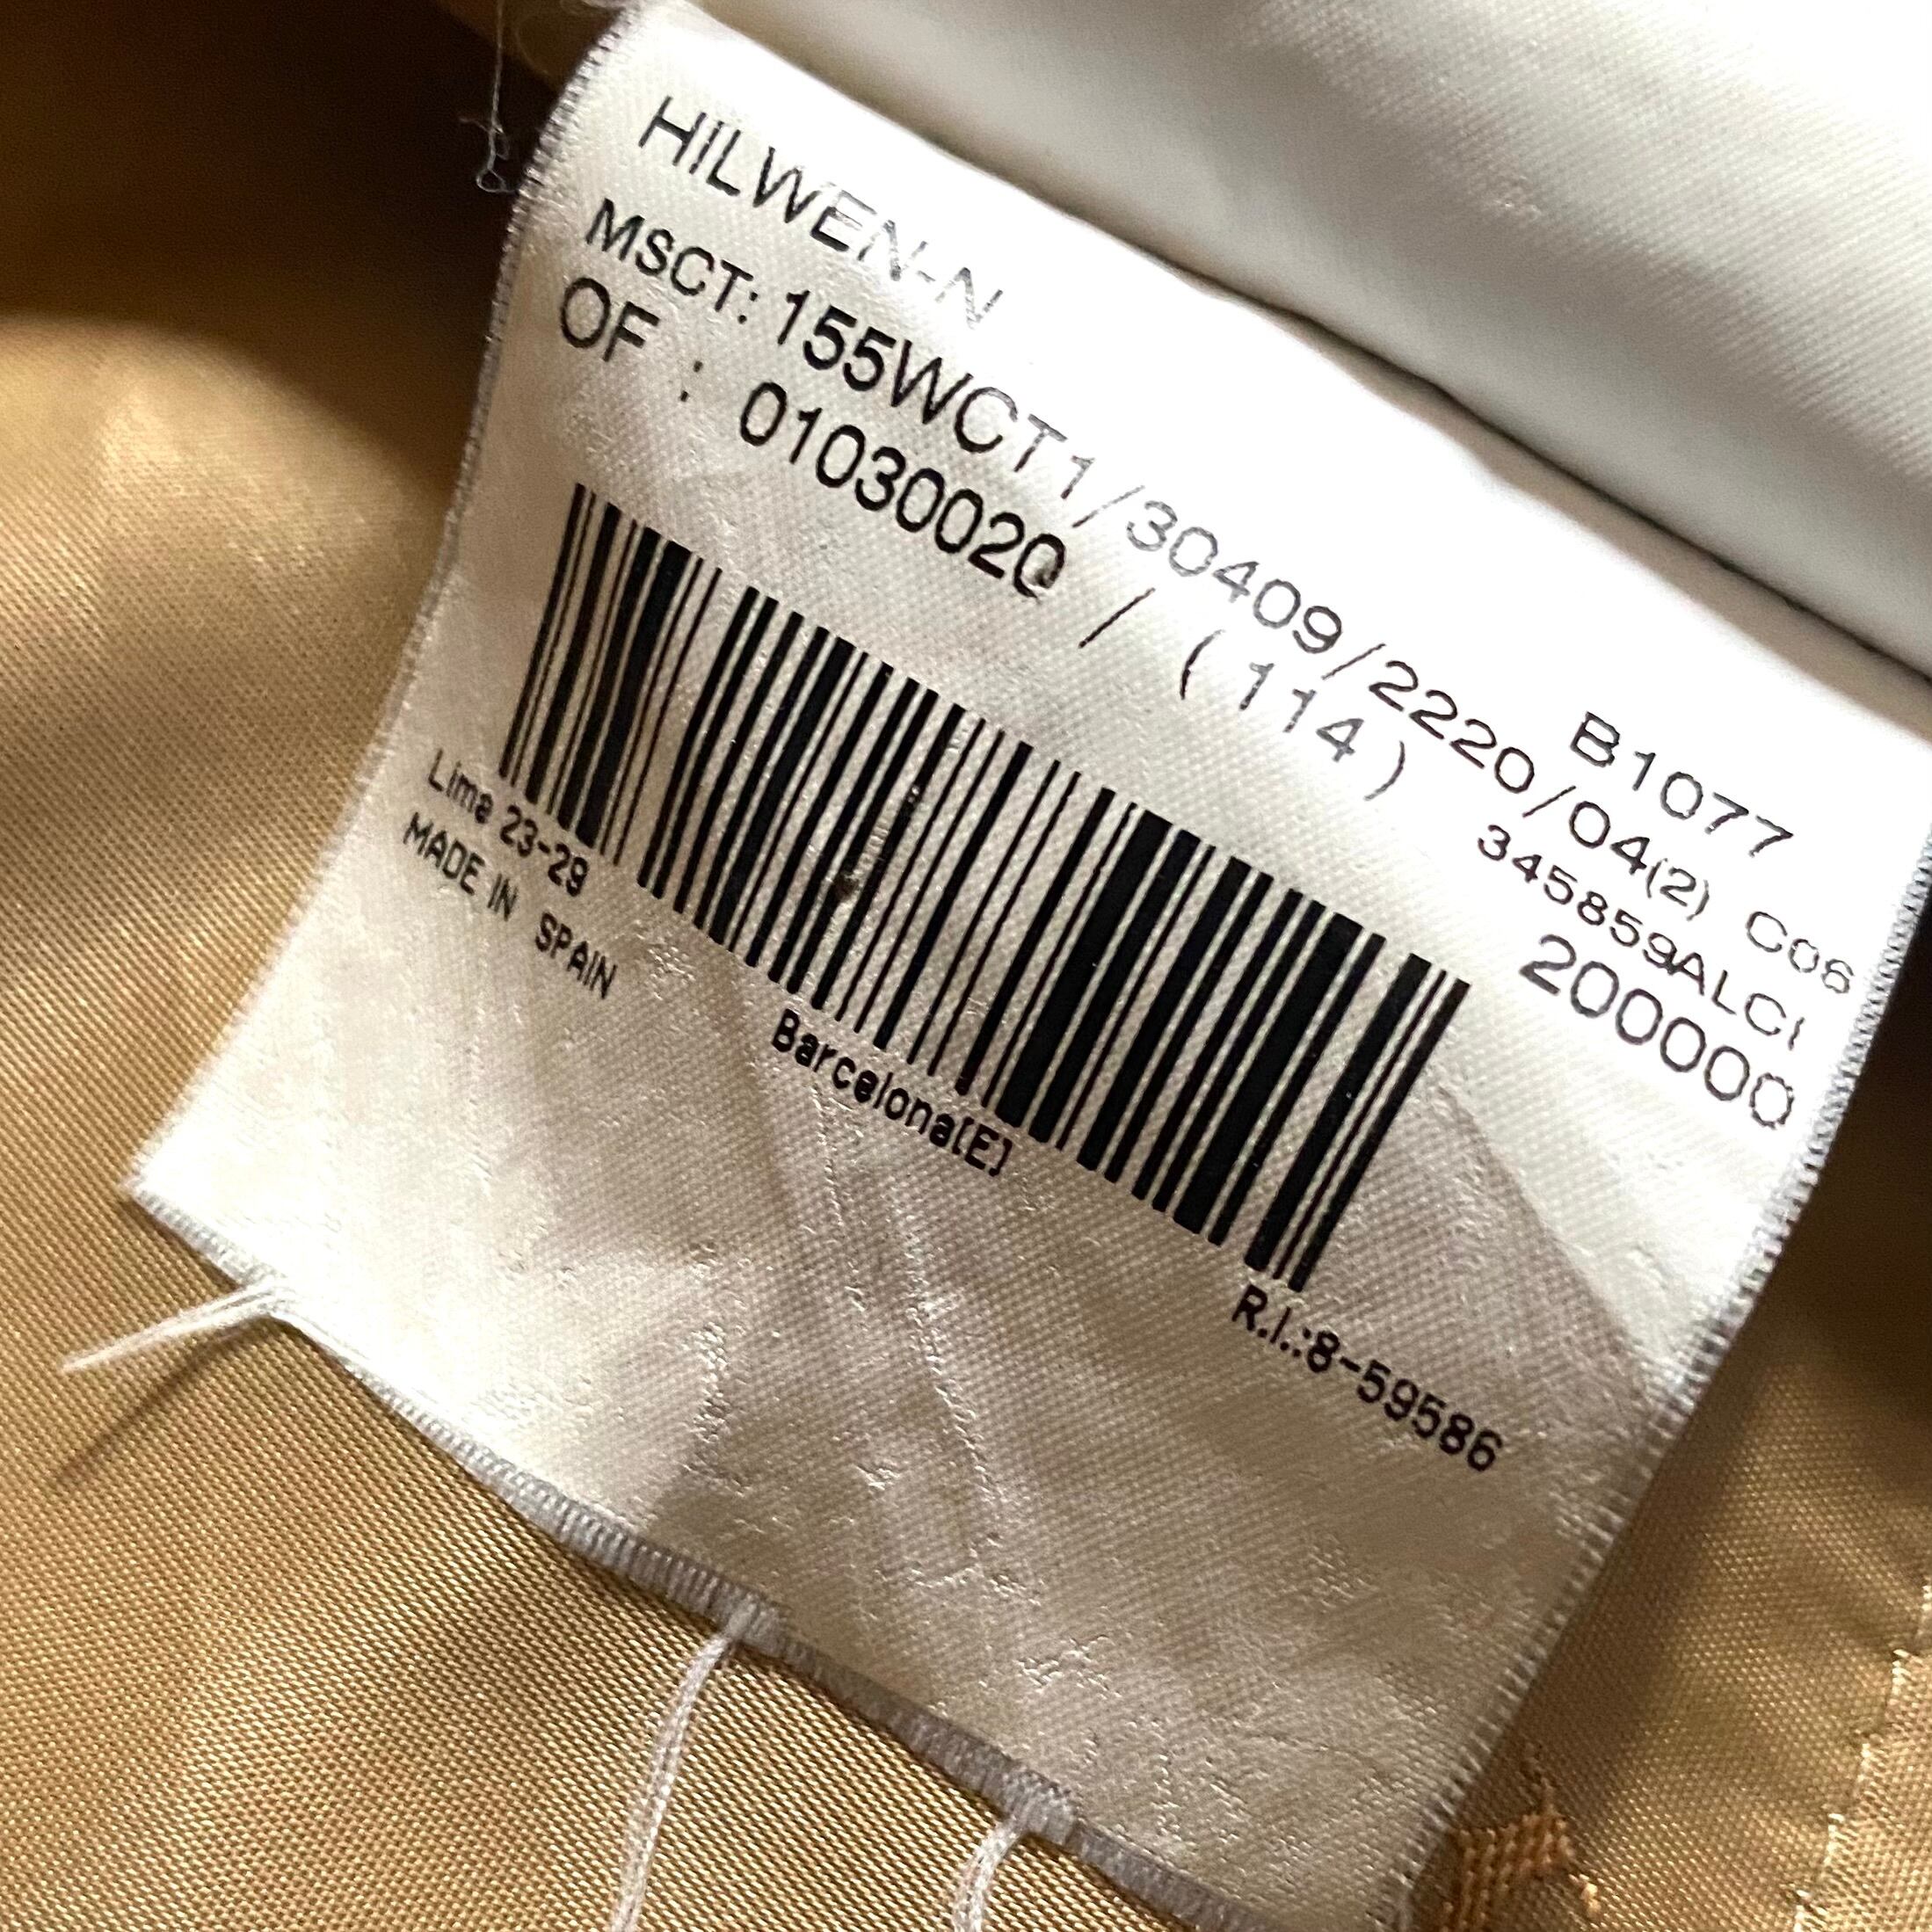 HILWEN-N B1077
MSCT: 155WCT1/30409/2220/04(2) C06
OF : 01030020 / (114) 345859ALC1
200000
Lima 23-29 Barcelona(E) R.I.:8-59586
MADE IN SPAIN